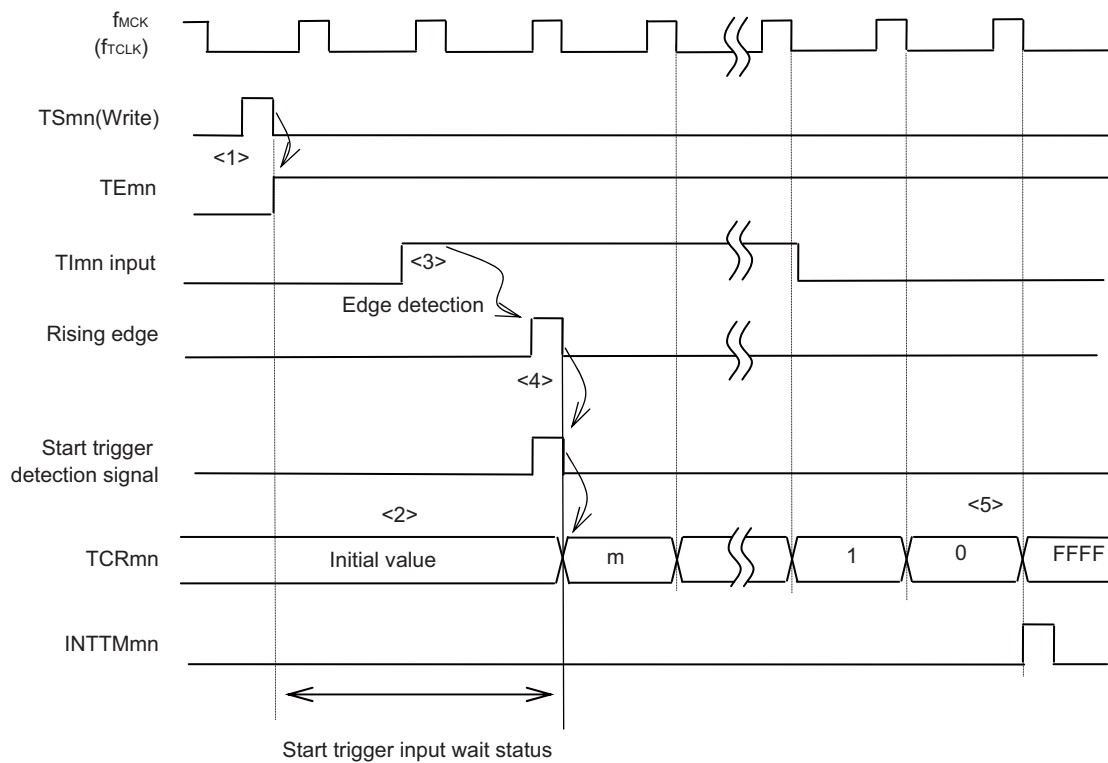 fMCK
(fTCLK)
TSmn(Write)
<1>
TEmn
TImn input
<3>
Edge detection
Rising edge
<4>
Start trigger
detection signal
<2>
<5>
TCRmn
Initial value
m
1
0
FFFF
INTTMmn
Start trigger input wait status